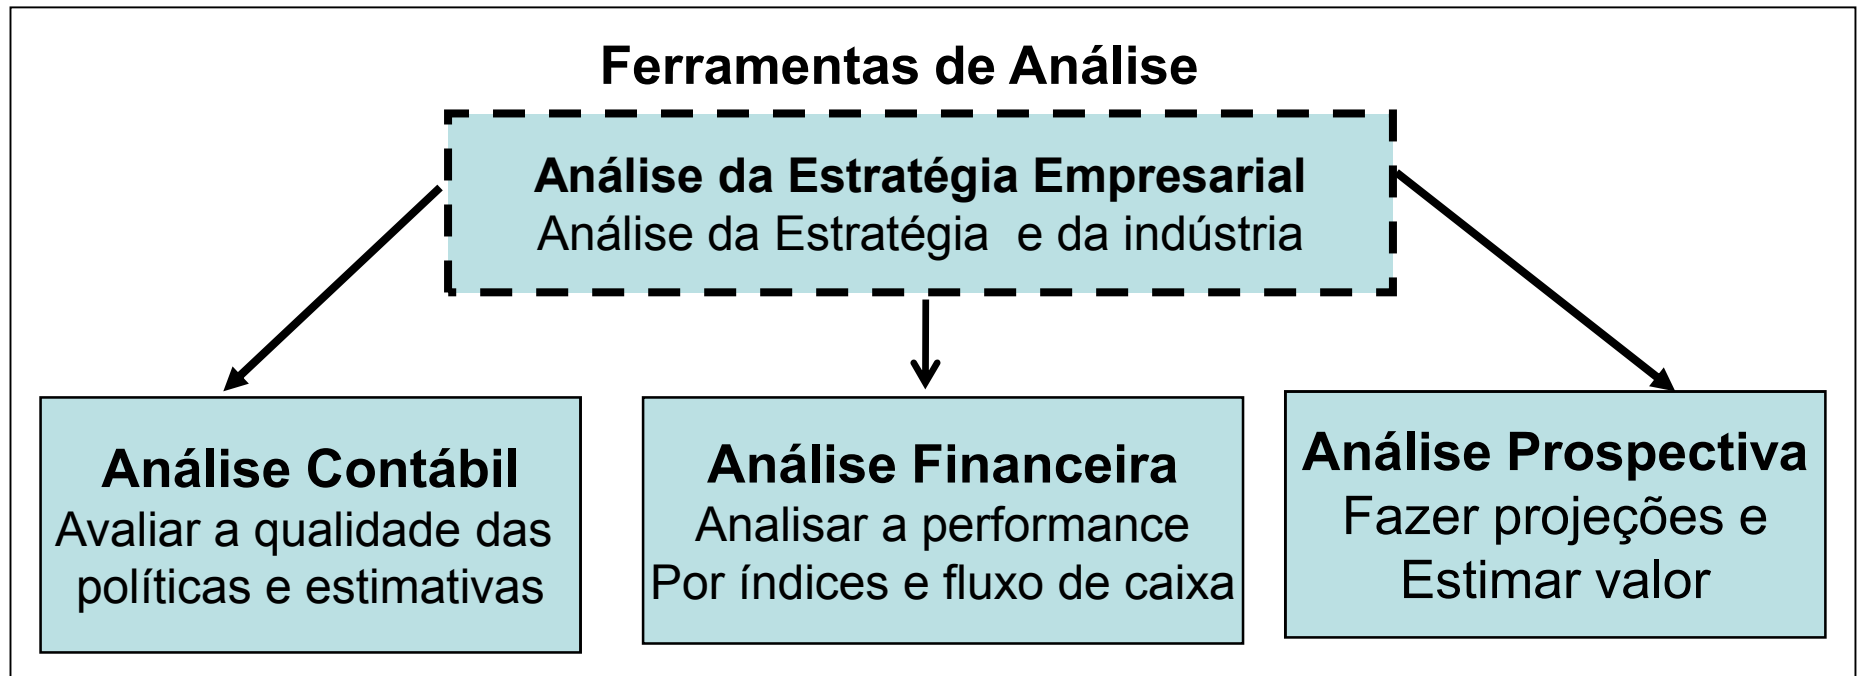 Ferramentas de Análise
Análise da Estratégia Empresarial
Análise da Estratégia e da indústria
Análise Contábil
Avaliar a qualidade das
políticas e estimativas
Análise Financeira
Analisar a performance
Por índices e fluxo de caixa
Análise Prospectiva
Fazer projeções e
Estimar valor